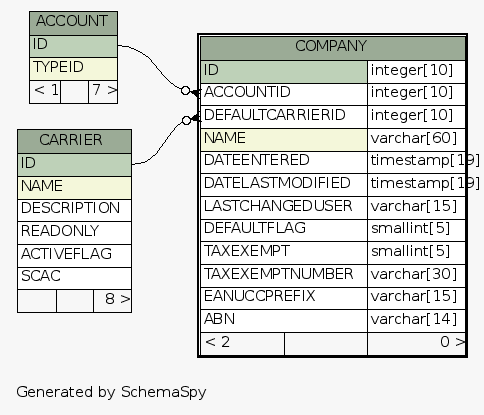 ACCOUNT
ID
TYPEID
< 1 7 >
CARRIER
ID
NAME
DESCRIPTION
READONLY
ACTIVEFLAG
SCAC
8 >
COMPANY
ID integer[10]
ACCOUNTID integer[10]
DEFAULTCARRIERID integer[10]
NAME varchar[60]
DATEENTERED timestamp[19]
DATELASTMODIFIED timestamp[19]
LASTCHANGEDUSER varchar[15]
DEFAULTFLAG smallint[5]
TAXEXEMPT smallint[5]
TAXEXEMPTNUMBER varchar[30]
EANUCCPREFIX varchar[15]
ABN varchar[14]
< 2 0 >
Generated by SchemaSpy